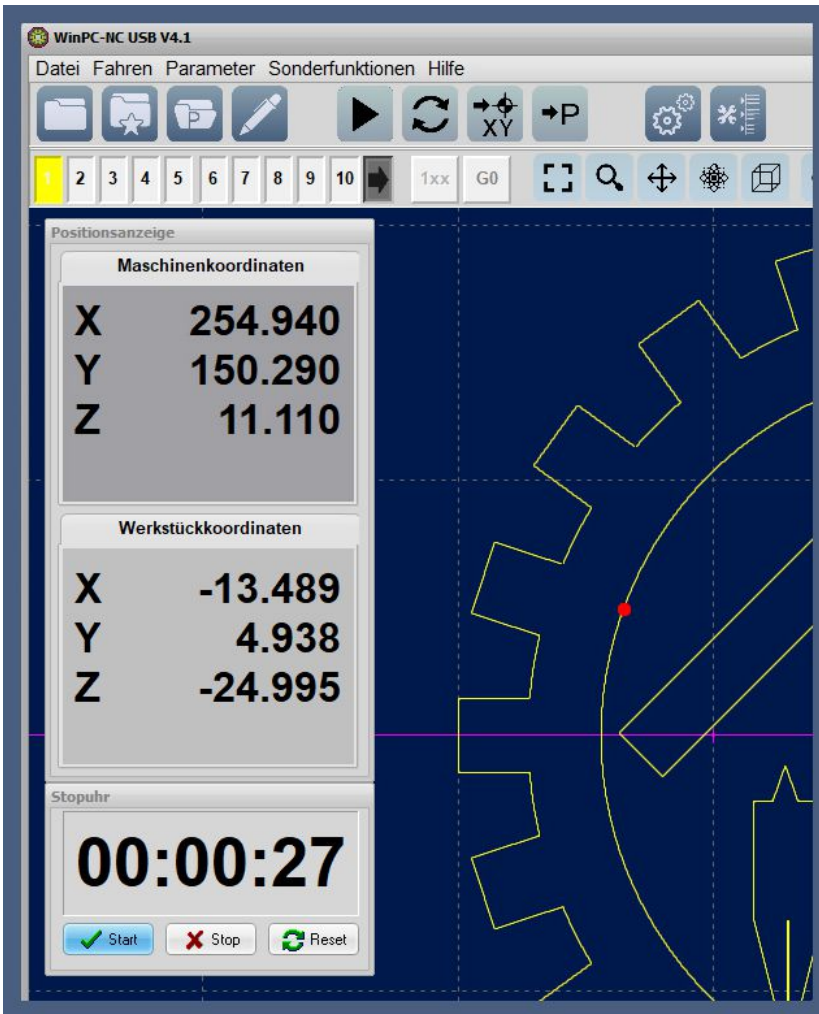 WinPC-NC USB V4.1
Datei Fahren Parameter Sonderfunktionen Hilfe
P XY P
1 2 3 4 5 6 7 8 9 10 1xx G0
Positionsanzeige
Maschinenkoordinaten
X 254.940
Y 150.290
Z 11.110
Werkstückkoordinaten
X -13.489
Y 4.938
Z -24.995
Stopuhr
00:00:27
Start Stop Reset